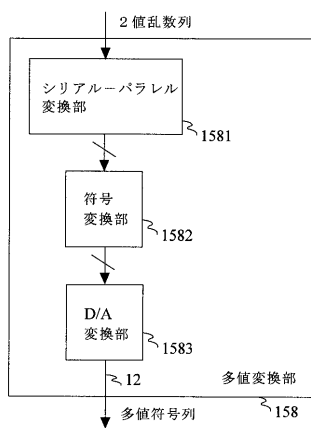 2値乱数列
シリアルーパラレル
変換部
1581
符号
変換部
1582
D/A
変換部
1583
12
多値変換部
158
多値符号列